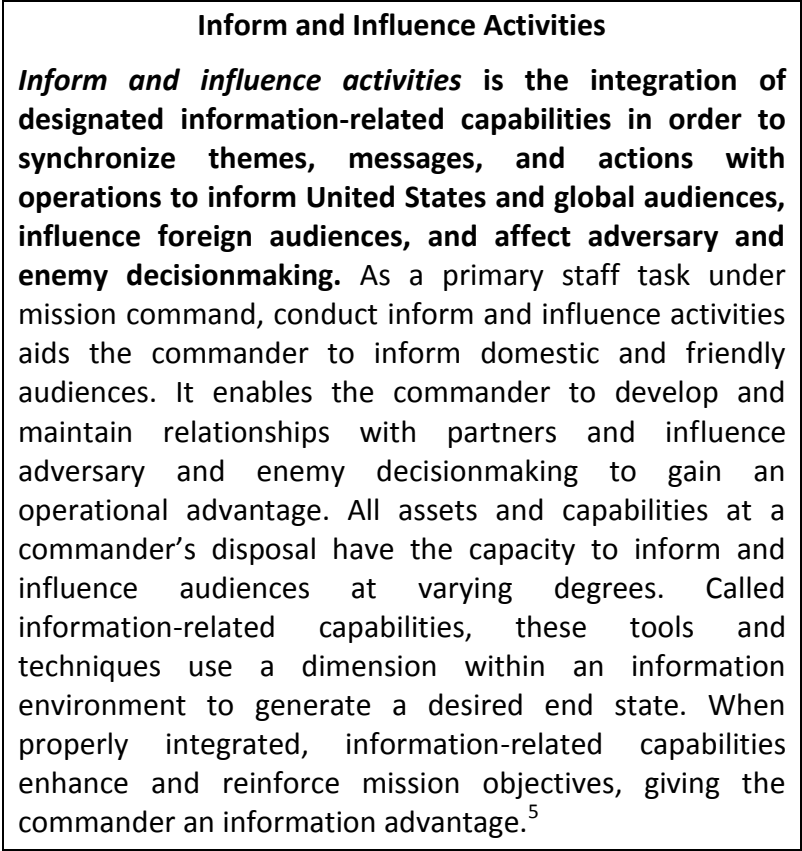 Inform and Influence Activities
Inform and influence activities is the integration of
designated information-related capabilities in order to
synchronize themes, messages, and actions with
operations to inform United States and global audiences,
influence foreign audiences, and affect adversary and
enemy decisionmaking. As a primary staff task under
mission command, conduct inform and influence activities
aids the commander to inform domestic and friendly
audiences. It enables the commander to develop and
maintain relationships with partners and influence
adversary and enemy decisionmaking to gain an
operational advantage. All assets and capabilities at a
commander’s disposal have the capacity to inform and
influence audiences at varying degrees. Called
information-related capabilities, these tools and
techniques use a dimension within an information
environment to generate a desired end state. When
properly integrated, information-related capabilities
enhance and reinforce mission objectives, giving the
commander an information advantage.5